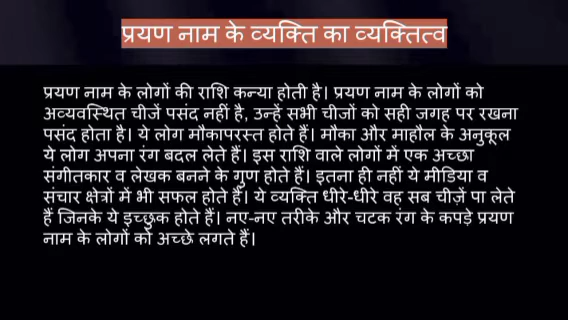 प्रयण नाम के व्यक्ति का व्यक्तित्व
प्रयण नाम के लोगों की राशि कन्या होती है। प्रयण नाम के लोगों को
अव्यवस्थित चीजें पसंद नहीं है, उन्हें सभी चीजों को सही जगह पर रखना
पसंद होता है। ये लोग मौकापरस्त होते हैं। मौका और माहौल के अनुकूल
ये लोग अपना रंग बदल लेते हैं। इस राशि वाले लोगों में एक अच्छा
संगीतकार व लेखक बनने के गुण होते हैं। इतना ही नहीं ये मीडिया व
संचार क्षेत्रों में भी सफल होते हैं। ये व्यक्ति धीरे-धीरे वह सब चीज़ें पा लेते
हैं जिनके ये इच्छुक होते हैं। नए-नए तरीके और चटक रंग के कपड़े प्रयण
नाम के लोगों को अच्छे लगते हैं।